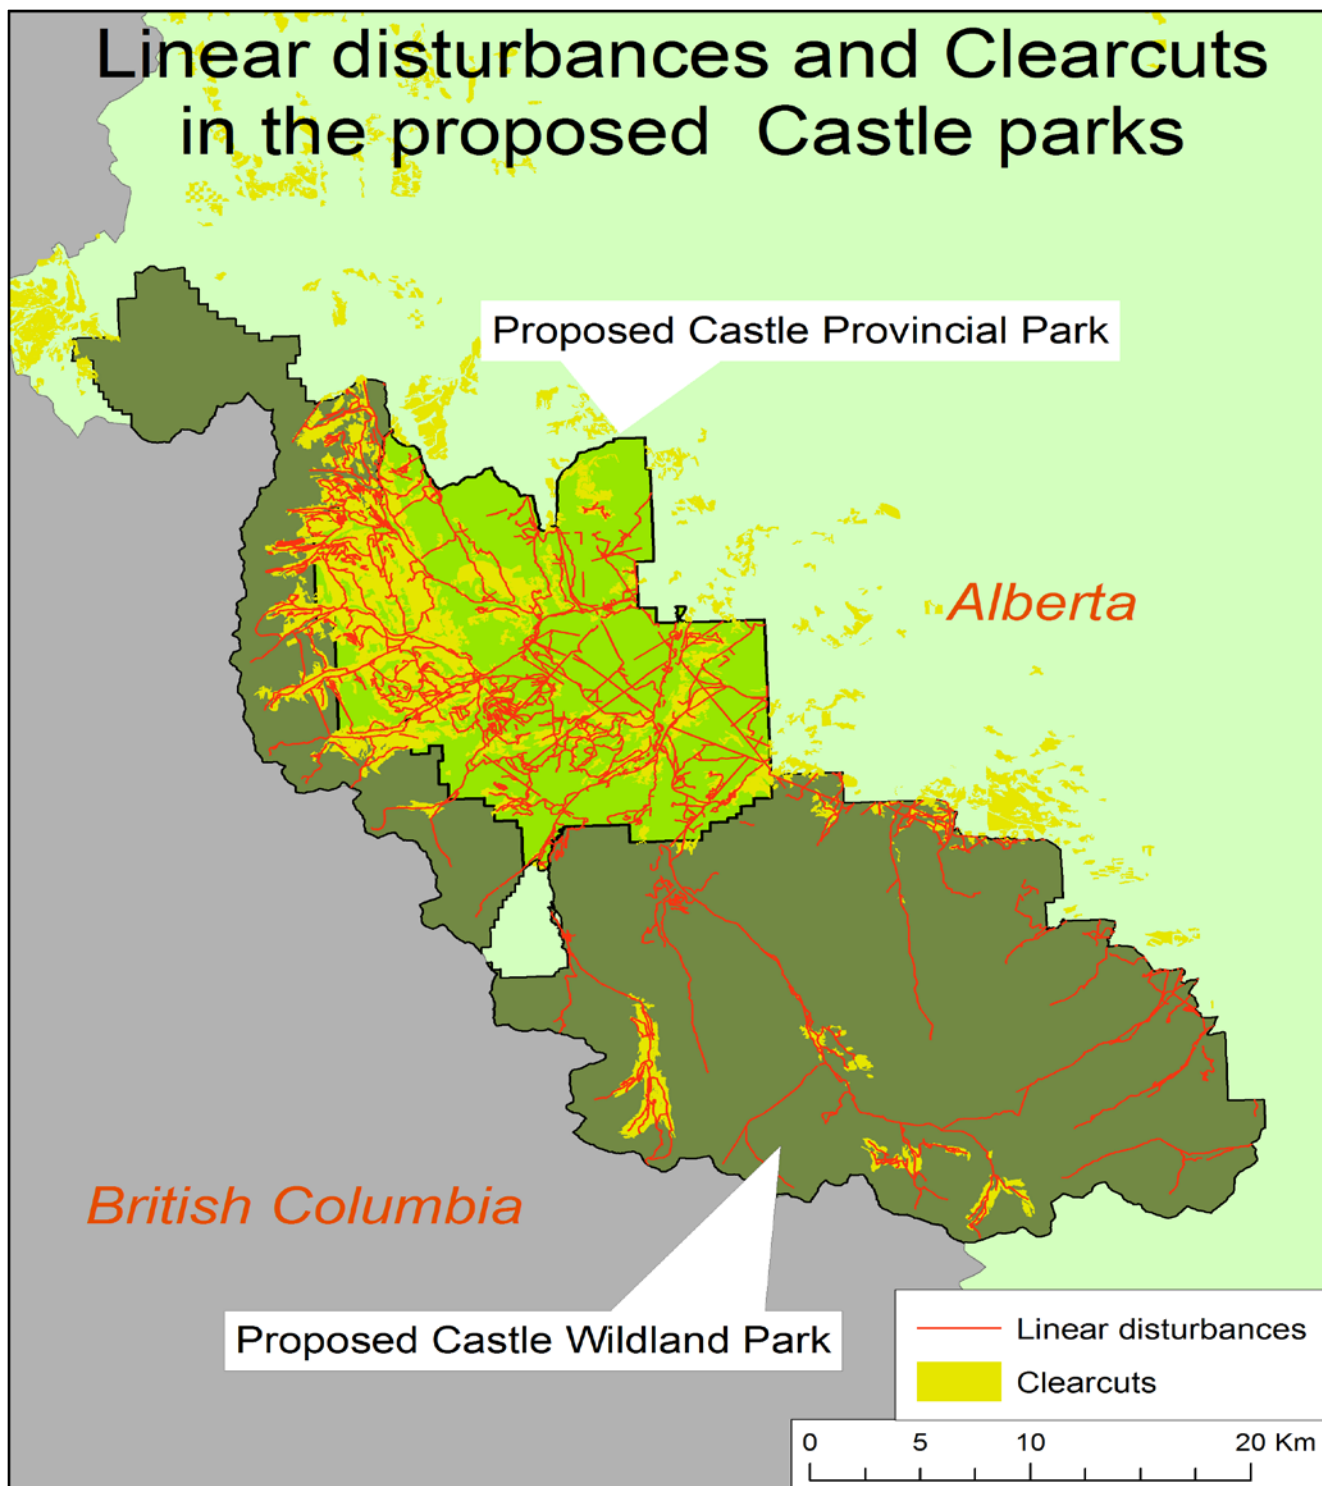 Linear disturbances and Clearcuts
in the proposed Castle parks
Proposed Castle Provincial Park
Alberta
British Columbia
Proposed Castle Wildland Park
Linear disturbances
Clearcuts
0 5 10 20 Km